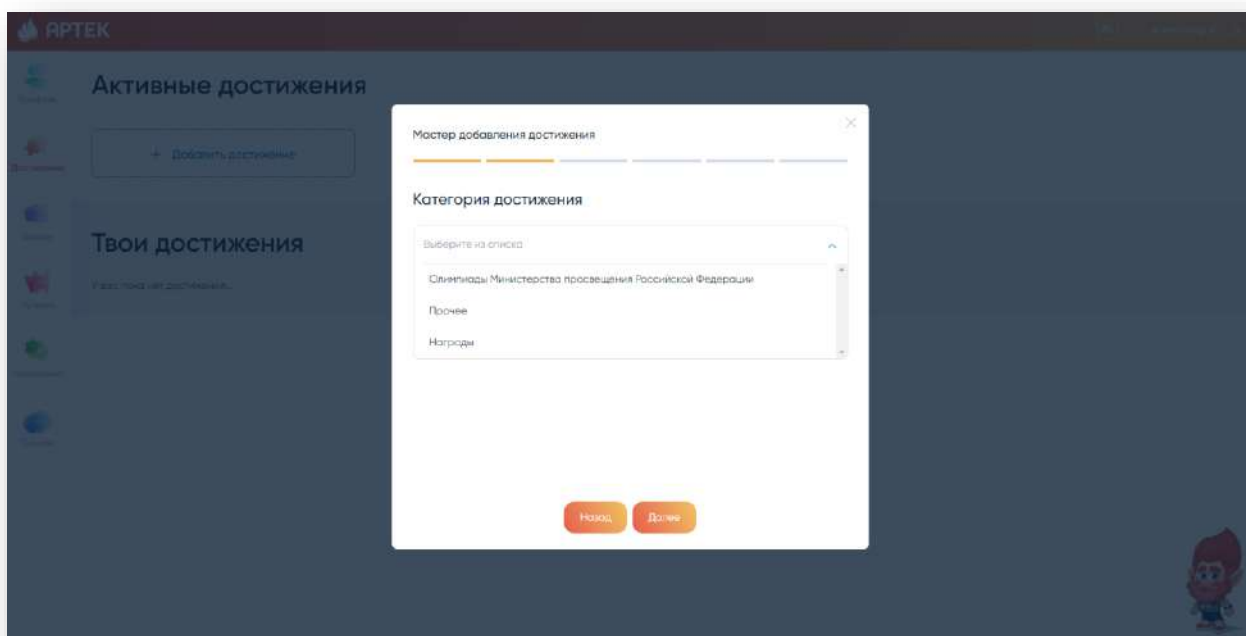 АРТЕК
Активные достижения
+ Добавить достижение
Твои достижения
У вас пока нет достижений...
Мастер добавления достижения
Категория достижения
Выберите из списка
Олимпиады Министерства просвещения Российской Федерации
Прочее
Награды
Назад
Далее